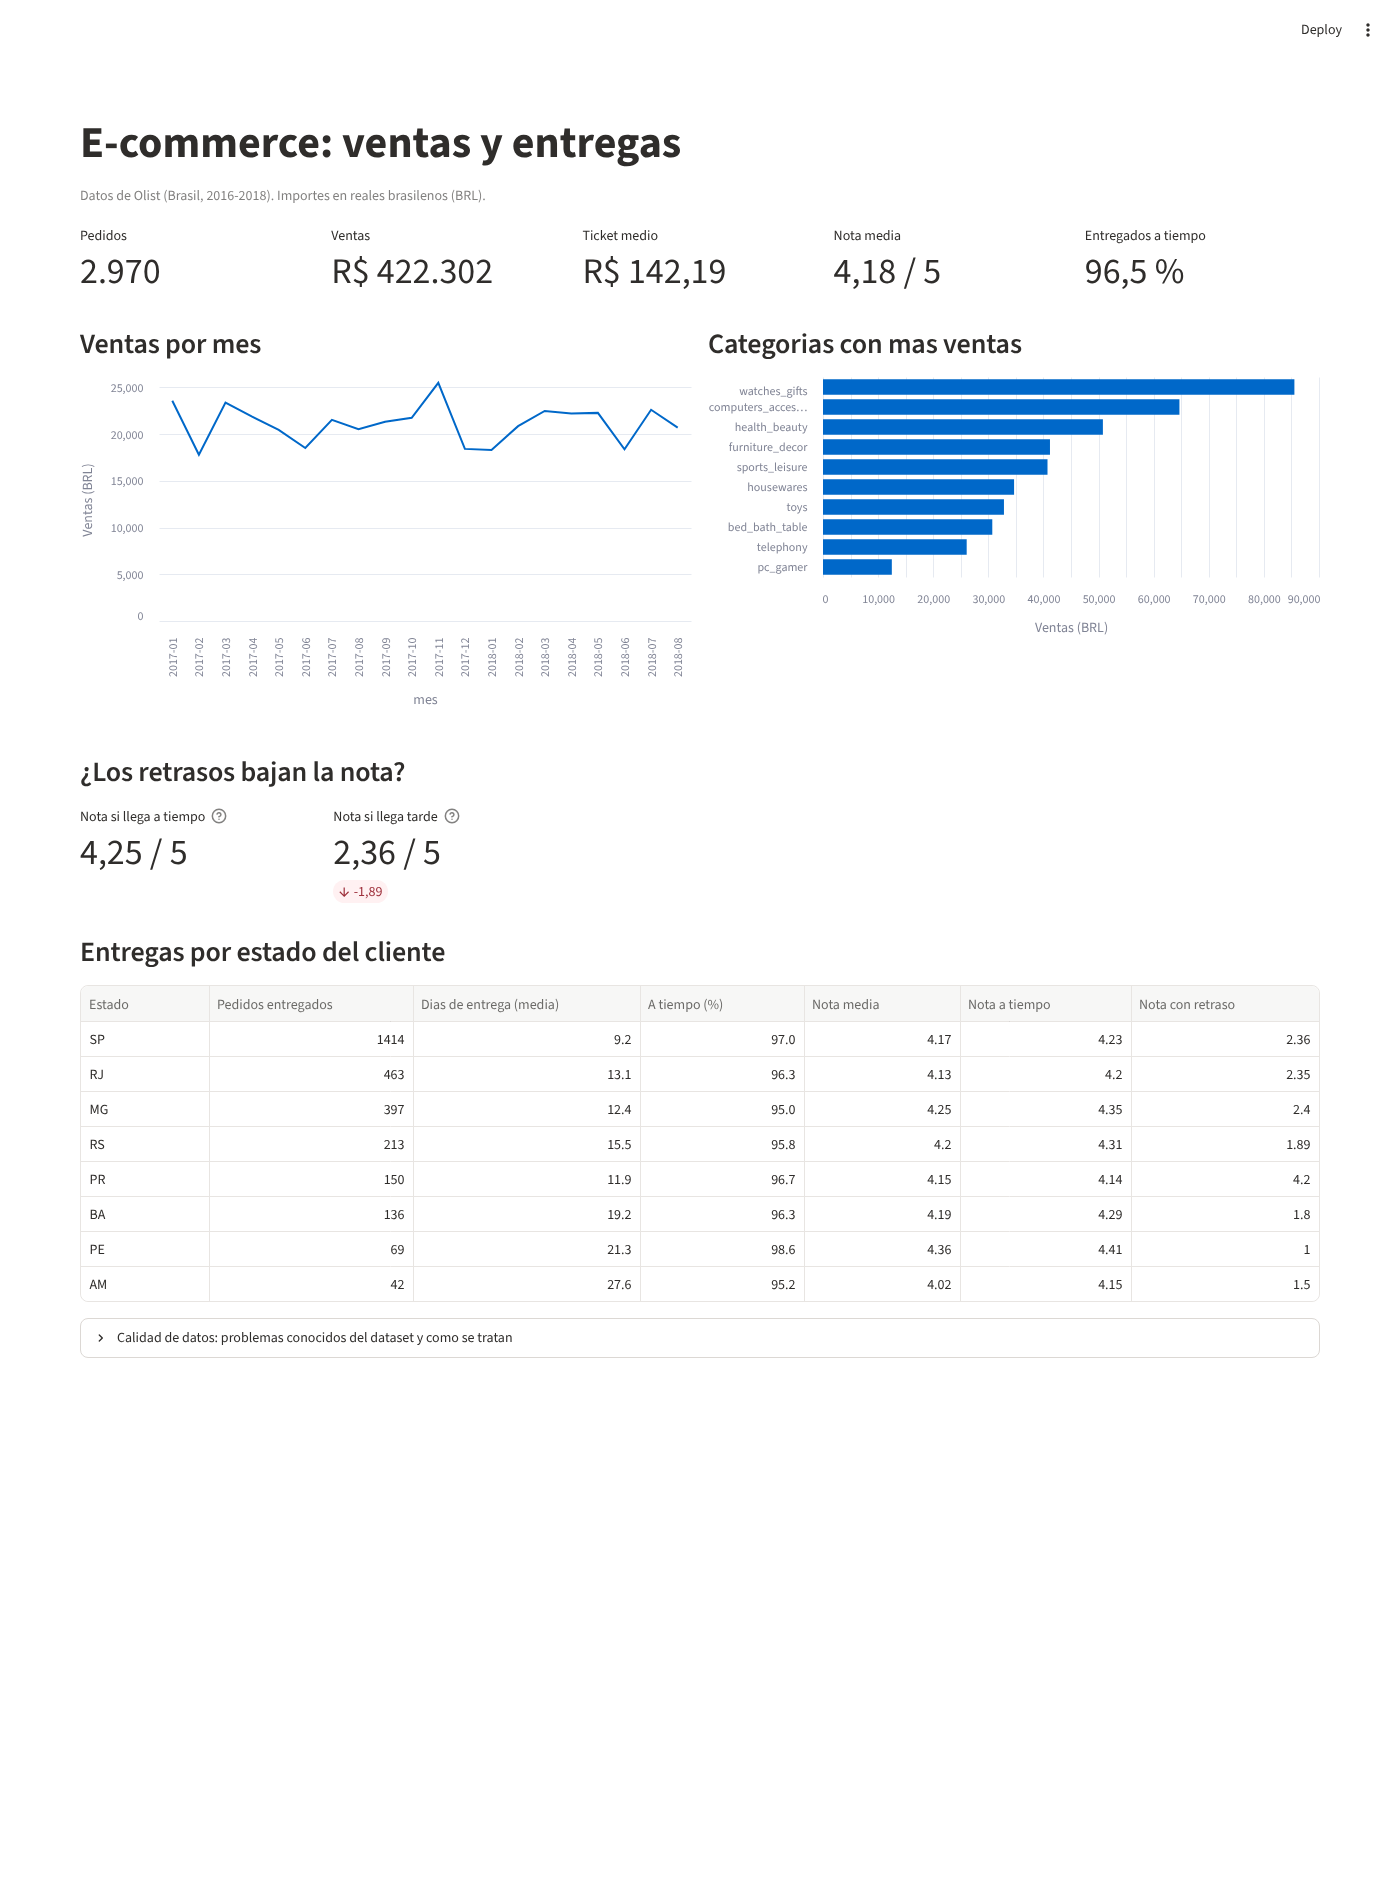 Deploy
E-commerce: ventas y entregas
Datos de Olist (Brasil, 2016-2018). Importes en reales brasilenos (BRL).
Pedidos
2.970
Ventas
R$ 422.302
Ticket medio
R$ 142,19
Nota media
4,18 / 5
Entregados a tiempo
96,5 %
Ventas por mes
25,000
20,000
15,000
10,000
5,000
0
Ventas (BRL)
2017-01
2017-02
2017-03
2017-04
2017-05
2017-06
2017-07
2017-08
2017-09
2017-10
2017-11
2017-12
2018-01
2018-02
2018-03
2018-04
2018-05
2018-06
2018-07
2018-08
mes
Categorias con mas ventas
watches_gifts
computers_acces…
health_beauty
furniture_decor
sports_leisure
housewares
toys
bed_bath_table
telephony
pc_gamer
0 10,000 20,000 30,000 40,000 50,000 60,000 70,000 80,000 90,000
Ventas (BRL)
¿Los retrasos bajan la nota?
Nota si llega a tiempo
4,25 / 5
Nota si llega tarde
2,36 / 5
-1,89
Entregas por estado del cliente
Estado Pedidos entregados Dias de entrega (media) A tiempo (%) Nota media Nota a tiempo Nota con retraso
SP 1414 9.2 97.0 4.17 4.23 2.36
RJ 463 13.1 96.3 4.13 4.2 2.35
MG 397 12.4 95.0 4.25 4.35 2.4
RS 213 15.5 95.8 4.2 4.31 1.89
PR 150 11.9 96.7 4.15 4.14 4.2
BA 136 19.2 96.3 4.19 4.29 1.8
PE 69 21.3 98.6 4.36 4.41 1
AM 42 27.6 95.2 4.02 4.15 1.5
Calidad de datos: problemas conocidos del dataset y como se tratan